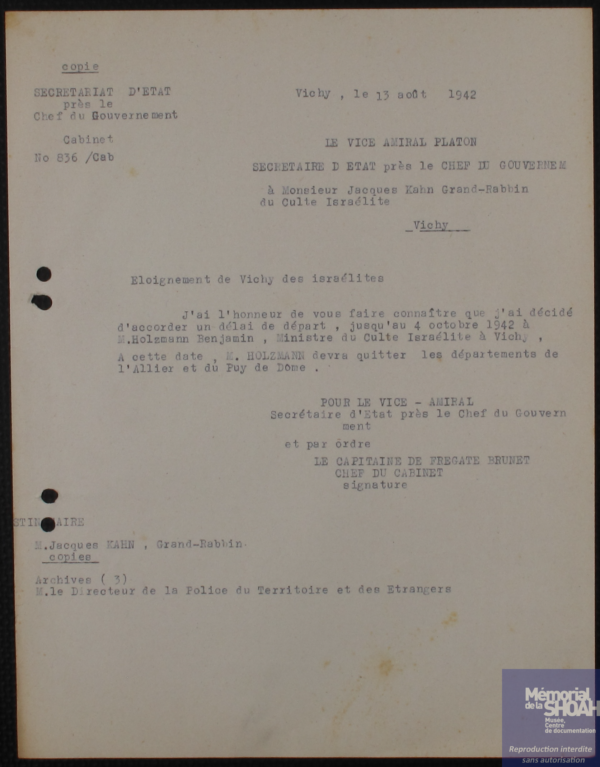 copie
SECRETARIAT D'ETAT
près le
Chef du Gouvernement
Cabinet
No 836 /Cab
Vichy , le 13 août 1942
LE VICE AMIRAL PLATON
SECRETAIRE D ETAT près le CHEF DU GOUVERNEM
à Monsieur Jacques Kahn Grand-Rabbin
du Culte Israélite
Vichy
Eloignement de Vichy des israélites
J'ai l'honneur de vous faire connaître que j'ai décidé
d'accorder un délai de départ , jusqu'au 4 octobre 1942 à
M.Holzmann Benjamin , Ministre du Culte Israélite à Vichy ,
A cette date , M. HOLZMANN devra quitter les départements de
l'Allier et du Puy de Dôme .
POUR LE VICE - AMIRAL
Secrétaire d'Etat près le Chef du Gouvern
ment
et par ordre
LE CAPITAINE DE FREGATE BRUNET
CHEF DU CABINET
signature
STIN AIRE
M.Jacques KAHN , Grand-Rabbin.
copies
Archives ( 3)
M.le Directeur de la Police du Territoire et des Etrangers
Mémorial
de la SHOAH
Musée,
Centre
de documentation
Reproduction interdite
sans autorisation